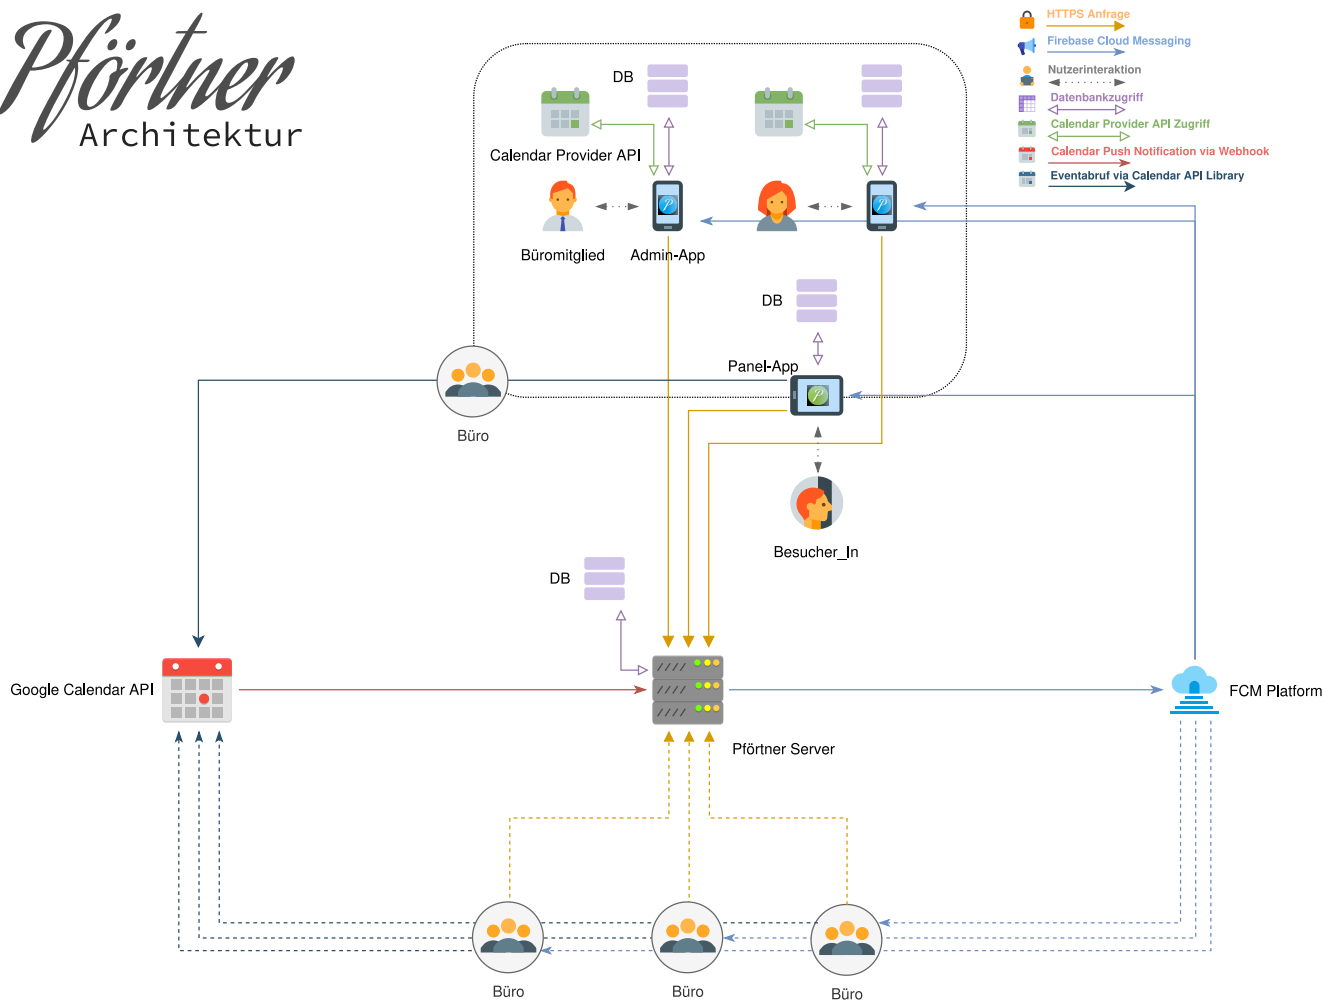 Pförtner
Architektur
HTTPS Anfrage
Firebase Cloud Messaging
Nutzerinteraktion
Datenbankzugriff
Calendar Provider API Zugriff
Calendar Push Notification via Webhook
Eventabruf via Calendar API Library
DB
Calendar Provider API
Büromitglied
Admin-App
DB
Panel-App
Büro
Besucher_In
DB
Google Calendar API
FCM Platform
Pförtner Server
Büro
Büro
Büro